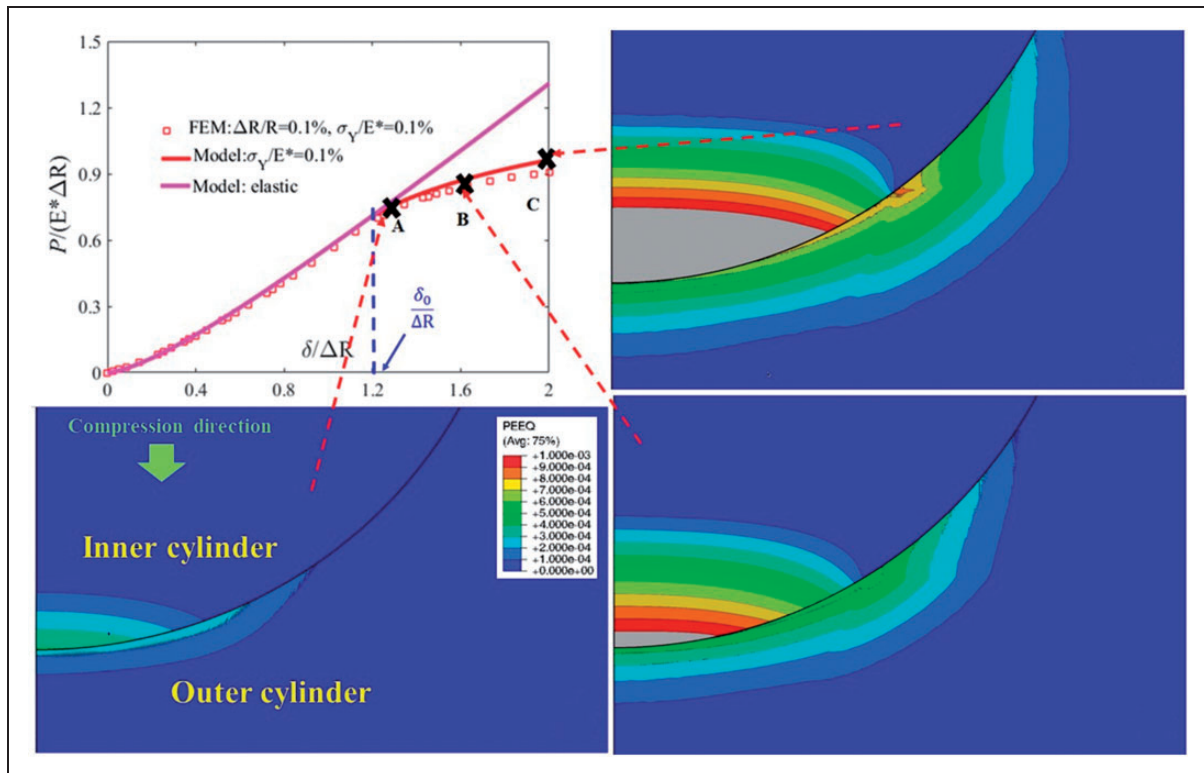 1.5
1.2
0.9
0.6
0.3
0
P/(E*ΔR)
FEM:ΔR/R=0.1%, σ_Y/E*=0.1%
Model:σ_Y/E*=0.1%
Model: elastic
A
B
C
δ₀
ΔR
δ/ΔR
0 0.4 0.8 1.2 1.6 2
Compression direction
Inner cylinder
Outer cylinder
PEEQ
(Avg: 75%)
+1.000e-03
+9.000e-04
+8.000e-04
+7.000e-04
+6.000e-04
+5.000e-04
+4.000e-04
+3.000e-04
+2.000e-04
+1.000e-04
+0.000e+00